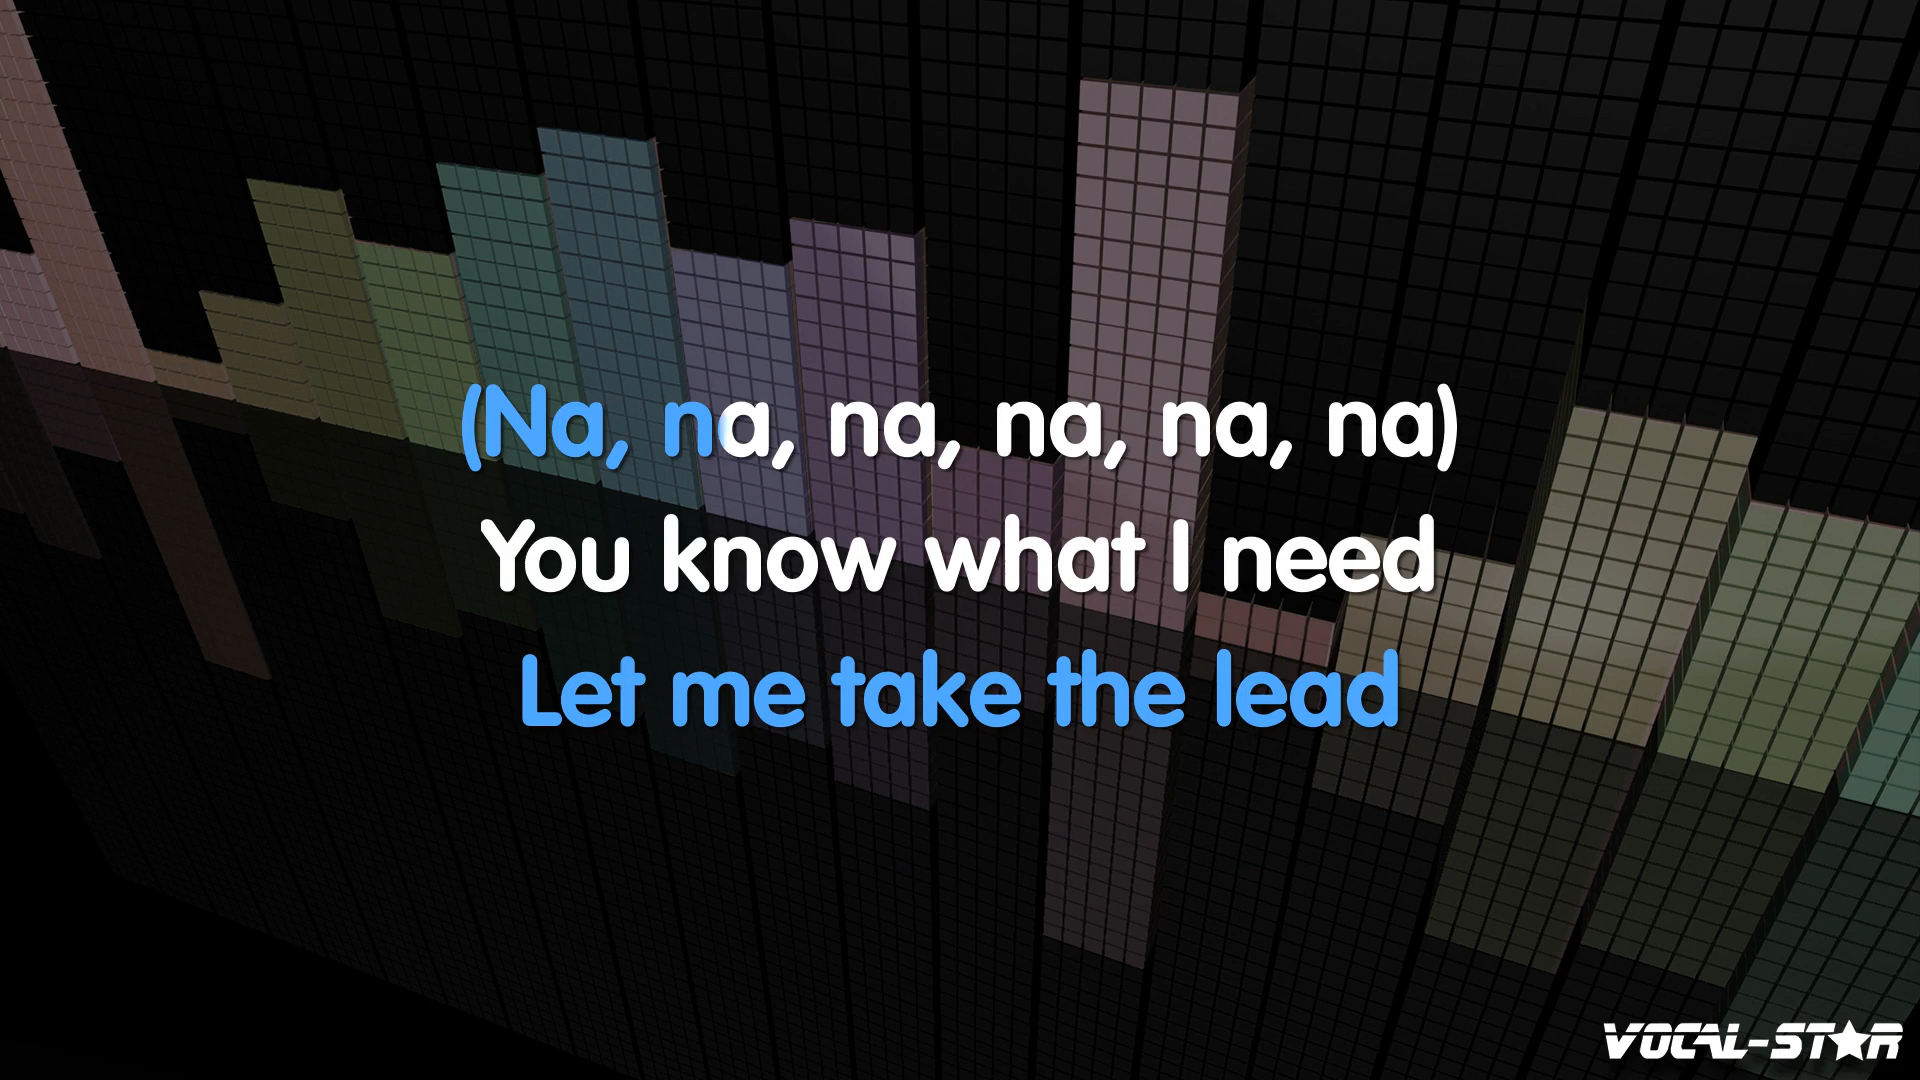 (Na, na, na, na, na, na)
You know what I need
Let me take the lead
VOCAL-STAR